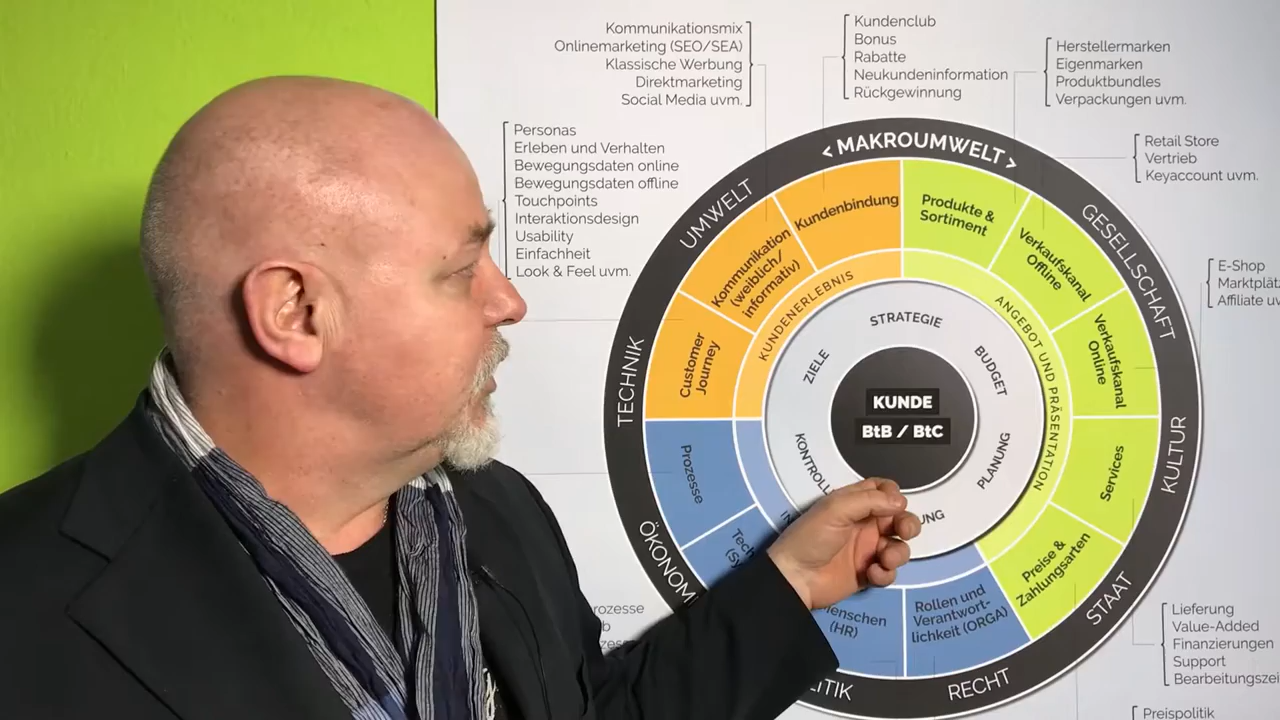 Kommunikationsmix
Onlinemarketing (SEO/SEA)
Klassische Werbung
Direktmarketing
Social Media uvm.
Kundenclub
Bonus
Rabatte
Neukundeninformation
Rückgewinnung
Herstellermarken
Eigenmarken
Produktbundles
Verpackungen uvm.
Personas
Erleben und Verhalten
Bewegungsdaten online
Bewegungsdaten offline
Touchpoints
Interaktionsdesign
Usability
Einfachheit
Look & Feel uvm.
Retail Store
Vertrieb
Keyaccount uvm.
E-Shop
Affiliate
< MAKROUMWELT >
UMWELT
GESELLSCHAFT
TECHNIK
KULTUR
STAAT
RECHT
Kundenbindung
Produkte &
Sortiment
Kommunikation
(weiblich/
informativ)
Verkaufskanal
Offline
Customer
Journey
Verkaufskanal
Online
Prozesse
Services
Preise &
Zahlungsarten
Rollen und
Verantwort-
lichkeit (ORGA)
(HR)
KUNDENERLEBNIS
ANGEBOT UND PRÄSENTATION
STRATEGIE
ZIELE
BUDGET
PLANUNG
KUNDE
BtB / BtC
Lieferung
Value-Added
Finanzierungen
Support
Preispolitik